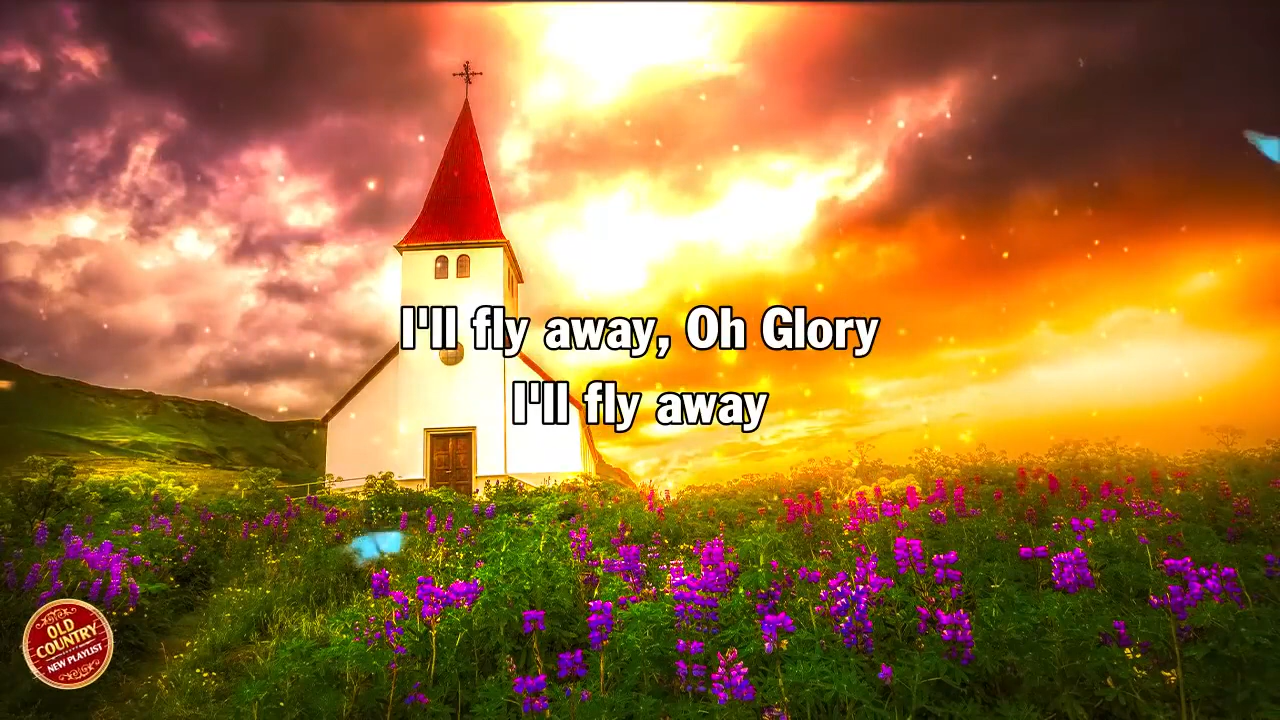 I'll fly away, Oh Glory
I'll fly away
OLD
COUNTRY
NEW PLAYLIST